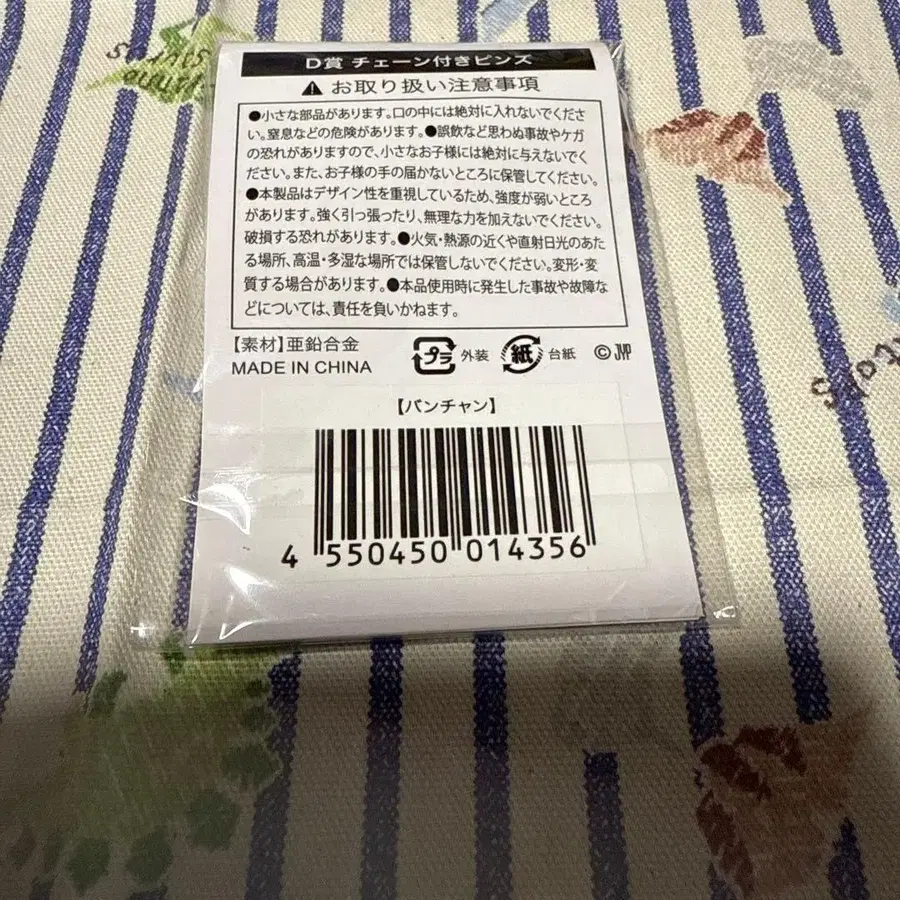 D賞 チェーン付きピンズ
⚠お取り扱い注意事項
●小さな部品があります。口の中には絶対に入れないでくださ
い。窒息などの危険があります。●誤飲など思わぬ事故やケガ
の恐れがありますので、小さなお子様には絶対に与えないでく
ださい。また、お子様の手の届かないところに保管してください。
●本製品はデザイン性を重視しているため、強度が弱いところ
があります。強く引っ張ったり、無理な力を加えないでください。
破損する恐れがあります。●火気・熱源の近くや直射日光のあた
る場所、高温・多湿な場所では保管しないでください。変形・変
質する場合があります。●本品使用時に発生した事故や故障な
どについては、責任を負いかねます。
【素材】亜鉛合金
MADE IN CHINA
プラ 外装 紙 台紙 ©JYP
【バンチャン】
4 550450 014356